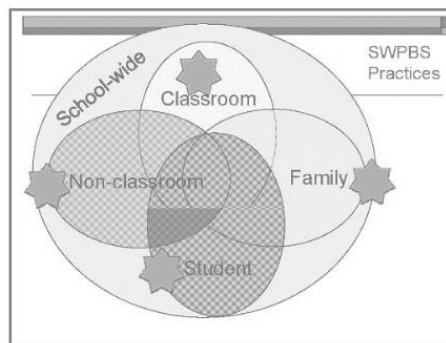 SWPBS
Practices
School-wide
Classroom
Non-classroom
Family
Student